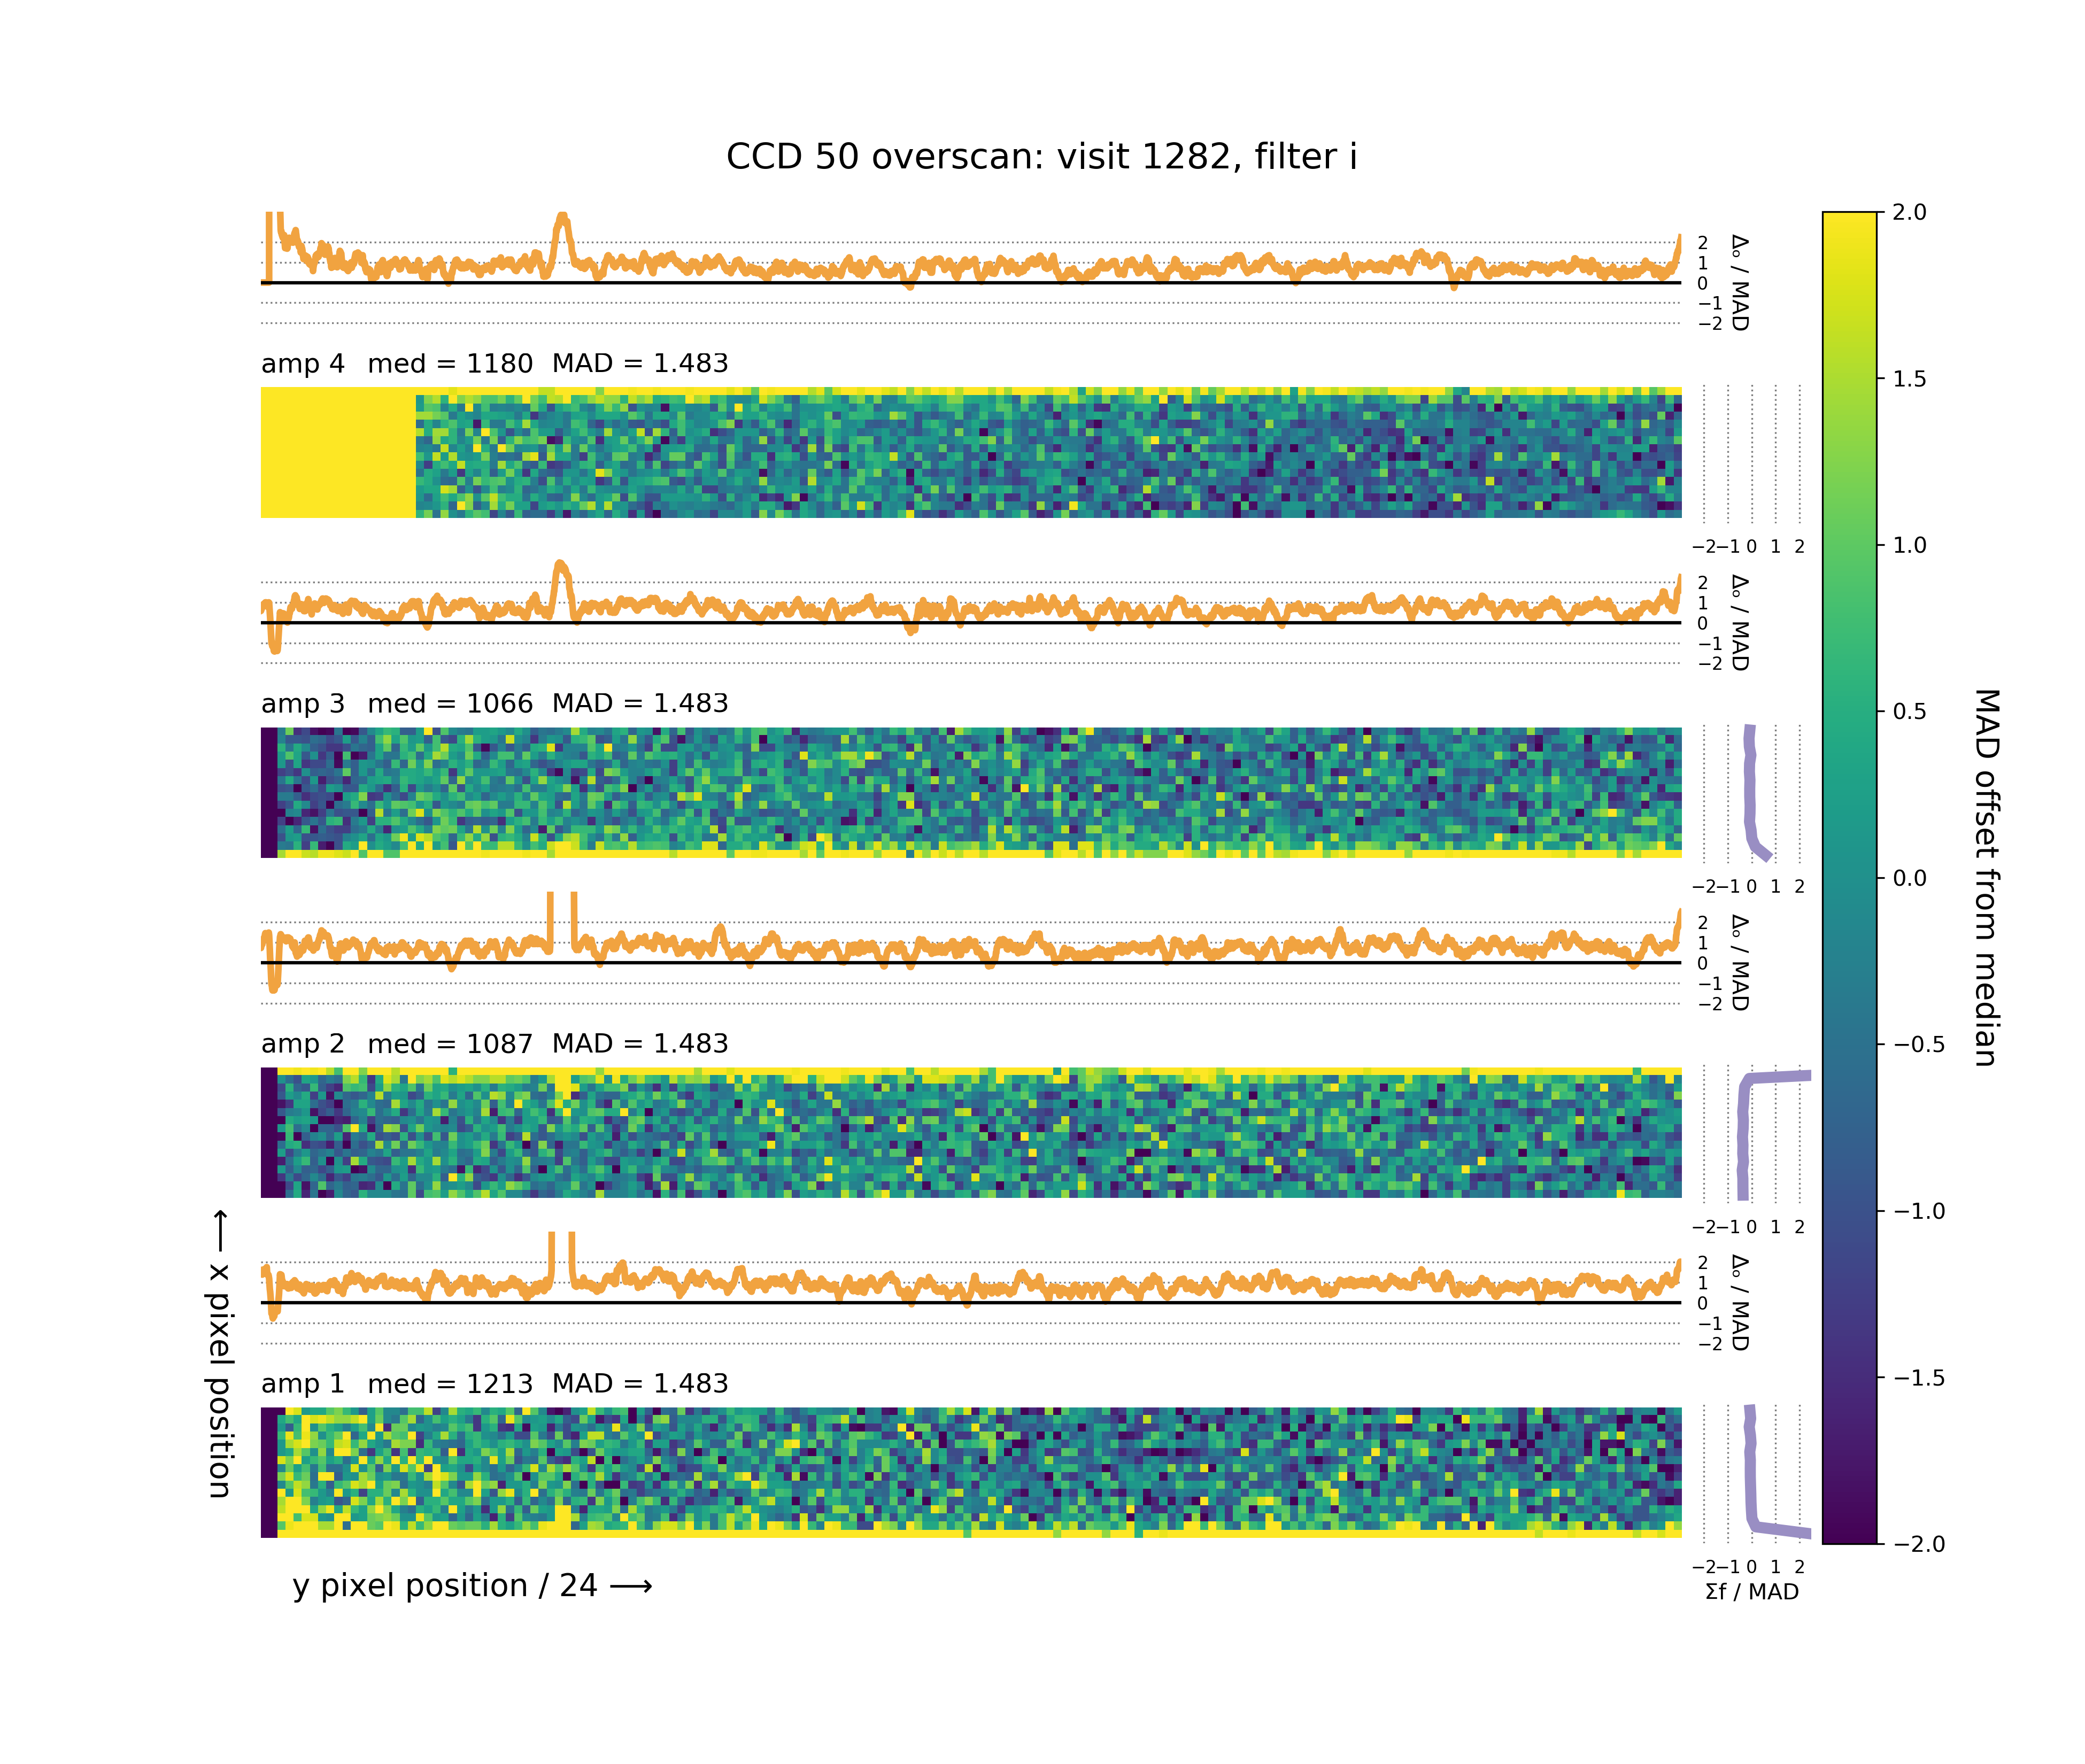 CCD 50 overscan: visit 1282, filter i
2
1
0
−1
−2
Δₒ / MAD
amp 4 med = 1180 MAD = 1.483
−2 −1 0 1 2
2
1
0
−1
−2
Δₒ / MAD
amp 3 med = 1066 MAD = 1.483
−2 −1 0 1 2
2
1
0
−1
−2
Δₒ / MAD
amp 2 med = 1087 MAD = 1.483
−2 −1 0 1 2
2
1
0
−1
−2
Δₒ / MAD
amp 1 med = 1213 MAD = 1.483
−2 −1 0 1 2
Σf / MAD
⟵ x pixel position
y pixel position / 24 ⟶
2.0
1.5
1.0
0.5
0.0
−0.5
−1.0
−1.5
−2.0
MAD offset from median